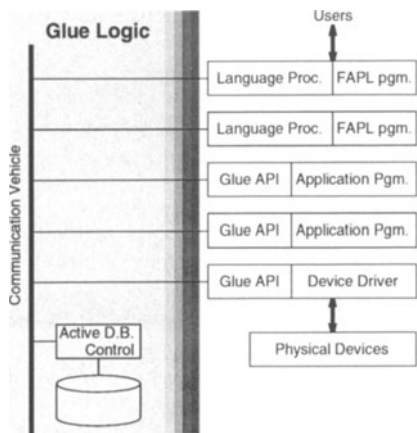 Users
Glue Logic
Language Proc.
FAPL pgm.
Language Proc.
FAPL pgm.
Glue API
Application Pgm.
Glue API
Application Pgm.
Glue API
Device Driver
Physical Devices
Active D.B.
Control
Communication Vehicle